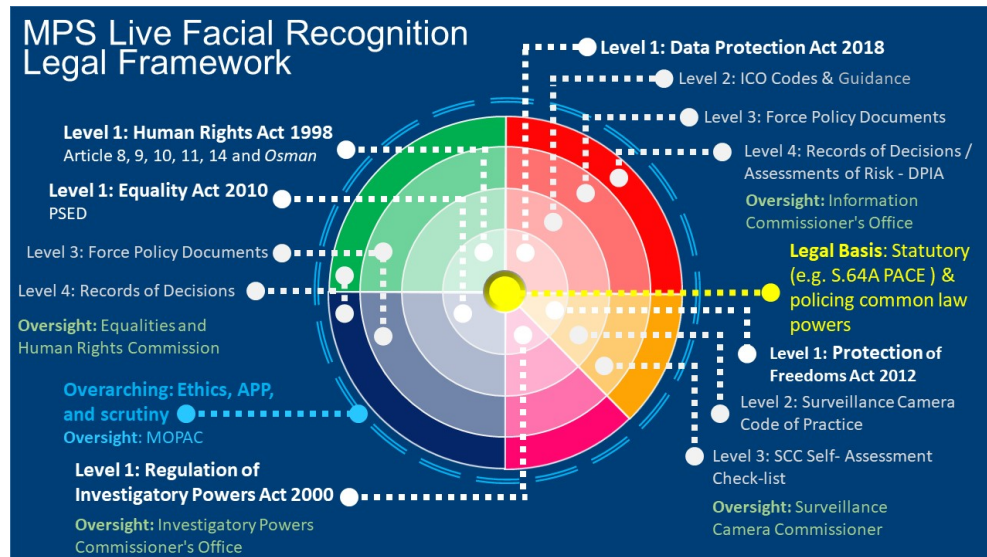 MPS Live Facial Recognition
Legal Framework
Level 1: Human Rights Act 1998
Article 8, 9, 10, 11, 14 and Osman
Level 1: Equality Act 2010
PSED
Level 3: Force Policy Documents
Level 4: Records of Decisions
Oversight: Equalities and
Human Rights Commission
Overarching: Ethics, APP,
and scrutiny
Oversight: MOPAC
Level 1: Regulation of
Investigatory Powers Act 2000
Oversight: Investigatory Powers
Commissioner's Office
Level 1: Data Protection Act 2018
Level 2: ICO Codes & Guidance
Level 3: Force Policy Documents
Level 4: Records of Decisions /
Assessments of Risk - DPIA
Oversight: Information
Commissioner's Office
Legal Basis: Statutory
(e.g. S.64A PACE ) &
policing common law
powers
Level 1: Protection of
Freedoms Act 2012
Level 2: Surveillance Camera
Code of Practice
Level 3: SCC Self- Assessment
Check-list
Oversight: Surveillance
Camera Commissioner